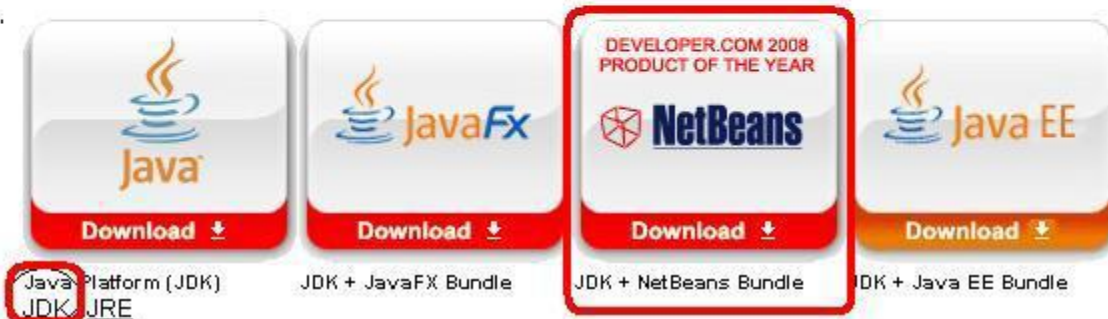 Java
Download
Java Platform (JDK)
JDK JRE
JavaFx
Download
JDK + JavaFX Bundle
DEVELOPER.COM 2008
PRODUCT OF THE YEAR
NetBeans
Download
JDK + NetBeans Bundle
Java EE
Download
JDK + Java EE Bundle